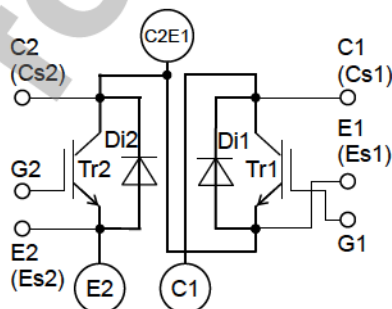 C2
(Cs2)
C2E1
C1
(Cs1)
Di2
Di1
E1
(Es1)
G2
Tr2
Tr1
G1
E2
(Es2)
E2
C1